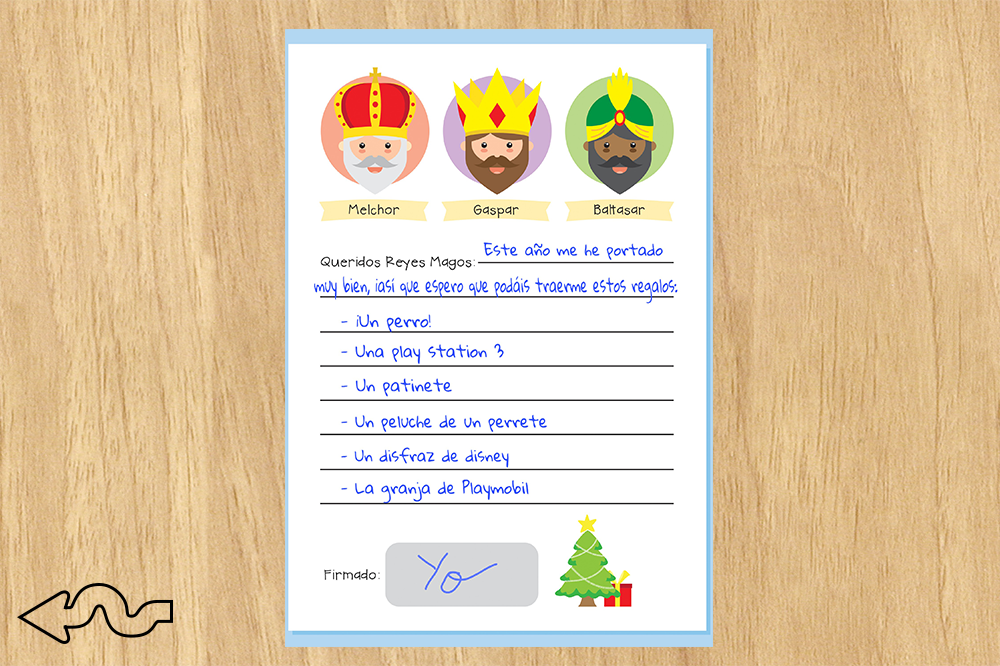 Melchor Gaspar Baltasar
Queridos Reyes Magos: Este año me he portado
muy bien, ¡así que espero que podáis traerme estos regalos:
- ¡Un perro!
- Una play station 3
- Un patinete
- Un peluche de un perrete
- Un disfraz de disney
- La granja de Playmobil
Firmado: Yo